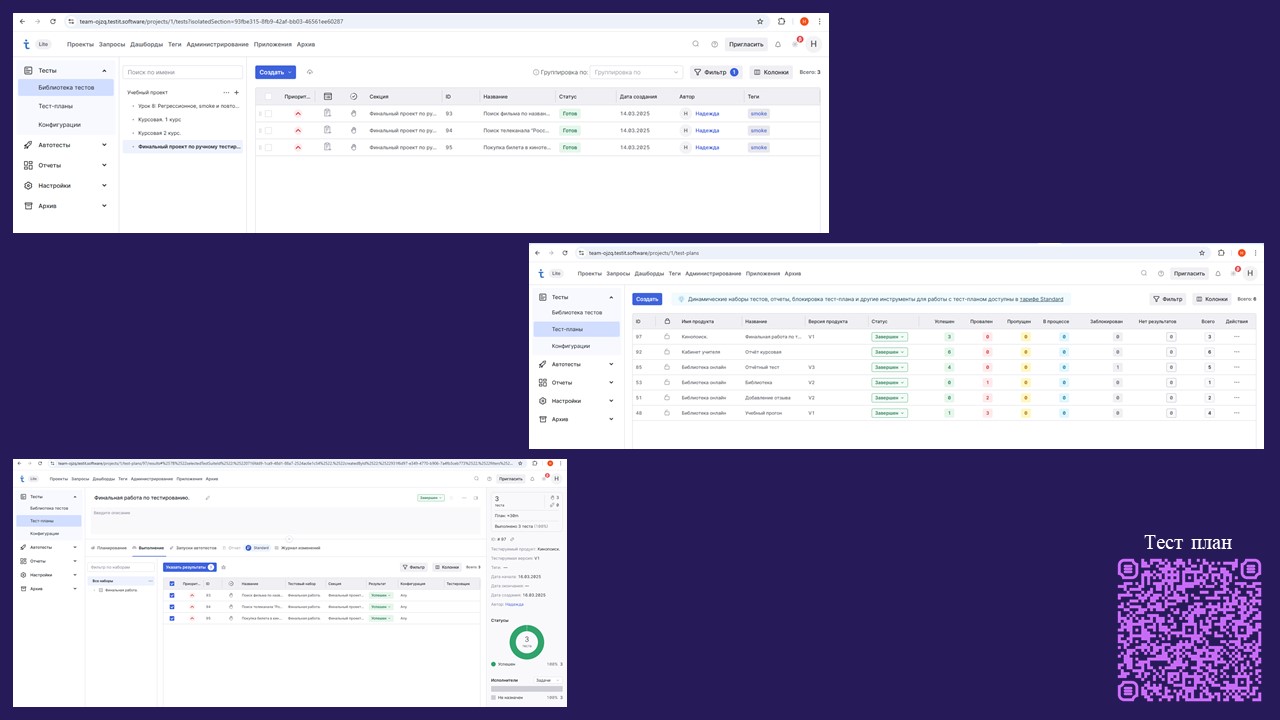 team-ojzq.testit.software/projects/1/tests?isolatedSection=93fbe315-8fb9-42af-bb03-46561ee60287
Lite Проекты Запросы Дашборды Теги Администрирование Приложения Архив Пригласить H
Тесты
Библиотека тестов
Тест-планы
Конфигурации
Автотесты
Отчеты
Настройки
Архив
Поиск по имени
Учебный проект
Урок 8: Регрессионное, smoke и повто...
Курсовая. 1 курс
Курсовая 2 курс.
Финальный проект по ручному тестир...
Создать Группировка по: Группировка по Фильтр 1 Колонки Всего: 3
Приорит... Секция ID Название Статус Дата создания Автор Теги
Финальный проект по ру... 93 Поиск фильма по назван... Готов 14.03.2025 H Надежда smoke
Финальный проект по ру... 94 Поиск телеканала "Росс... Готов 14.03.2025 H Надежда smoke
Финальный проект по ру... 95 Покупка билета в киноте... Готов 14.03.2025 H Надежда smoke
team-ojzq.testit.software/projects/1/test-plans
Lite Проекты Запросы Дашборды Теги Администрирование Приложения Архив Пригласить H
Тесты
Библиотека тестов
Тест-планы
Конфигурации
Автотесты
Отчеты
Настройки
Архив
Создать Динамические наборы тестов, отчеты, блокировка тест-плана и другие инструменты для работы с тест-планом доступны в тарифе Standard Фильтр Колонки Всего: 6
ID Имя продукта Название Версия продукта Статус Успешен Провален Пропущен В процессе Заблокирован Нет результатов Всего Действия
97 Кинопоиск. Финальная работа по т... V1 Завершен 3 0 0 0 0 0 3
92 Кабинет учителя Отчёт курсовая Завершен 6 0 0 0 0 0 6
85 Библиотека онлайн Отчётный тест V3 Завершен 4 0 0 0 1 0 5
53 Библиотека онлайн Библиотека V2 Завершен 0 1 0 0 0 0 1
51 Библиотека онлайн Добавление отзыва V2 Завершен 0 2 0 0 0 0 2
48 Библиотека онлайн Учебный прогон V1 Завершен 1 3 0 0 0 0 4
Lite Проекты Запросы Дашборды Теги Администрирование Приложения Архив Пригласить H
Тесты
Библиотека тестов
Тест-планы
Конфигурации
Автотесты
Отчеты
Настройки
Архив
Финальная работа по тестированию. Завершен
Введите описание
Планирование Выполнение Запуски автотестов Отчет Standard Журнал изменений
Фильтр по наборам
Все наборы
Финальная работа
Указать результаты Фильтр Колонки Всего: 3
Приорит... ID Название Тестовый набор Секция Результат Конфигурация Тестировщик
93 Поиск фильма по назв... Финальная работа Финальный проект... Успешен Any
94 Поиск телеканала "Ро... Финальная работа Финальный проект... Успешен Any
95 Покупка билета в кин... Финальная работа Финальный проект... Успешен Any
3 теста
3
0
План: ≈30m
Выполнено 3 теста (100%)
ID: # 97
Тестируемый продукт: Кинопоиск.
Тестируемая версия: V1
Теги: —
Дата начала: 18.03.2025
Дата окончания: —
Дата создания: 18.03.2025
Автор: Надежда
Статусы
3
теста
Успешен 100% 3
Исполнители Задачи
Не назначен 100% 3
Тест план